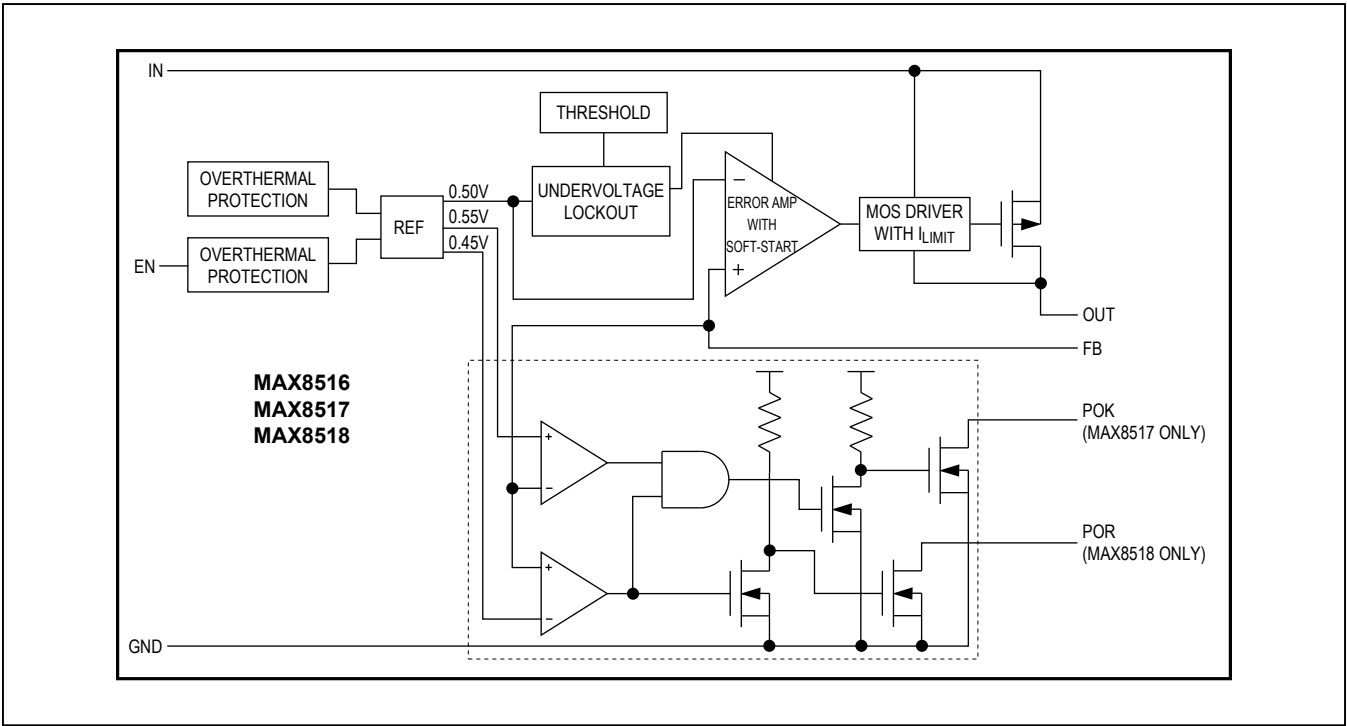 IN
THRESHOLD
OVERTHERMAL
PROTECTION
UNDERVOLTAGE
LOCKOUT
0.50V
0.55V
0.45V
REF
EN
OVERTHERMAL
PROTECTION
−
ERROR AMP
WITH
SOFT-START
+
MOS DRIVER
WITH ILIMIT
OUT
FB
MAX8516
MAX8517
MAX8518
+
−
+
−
POK
(MAX8517 ONLY)
POR
(MAX8518 ONLY)
GND